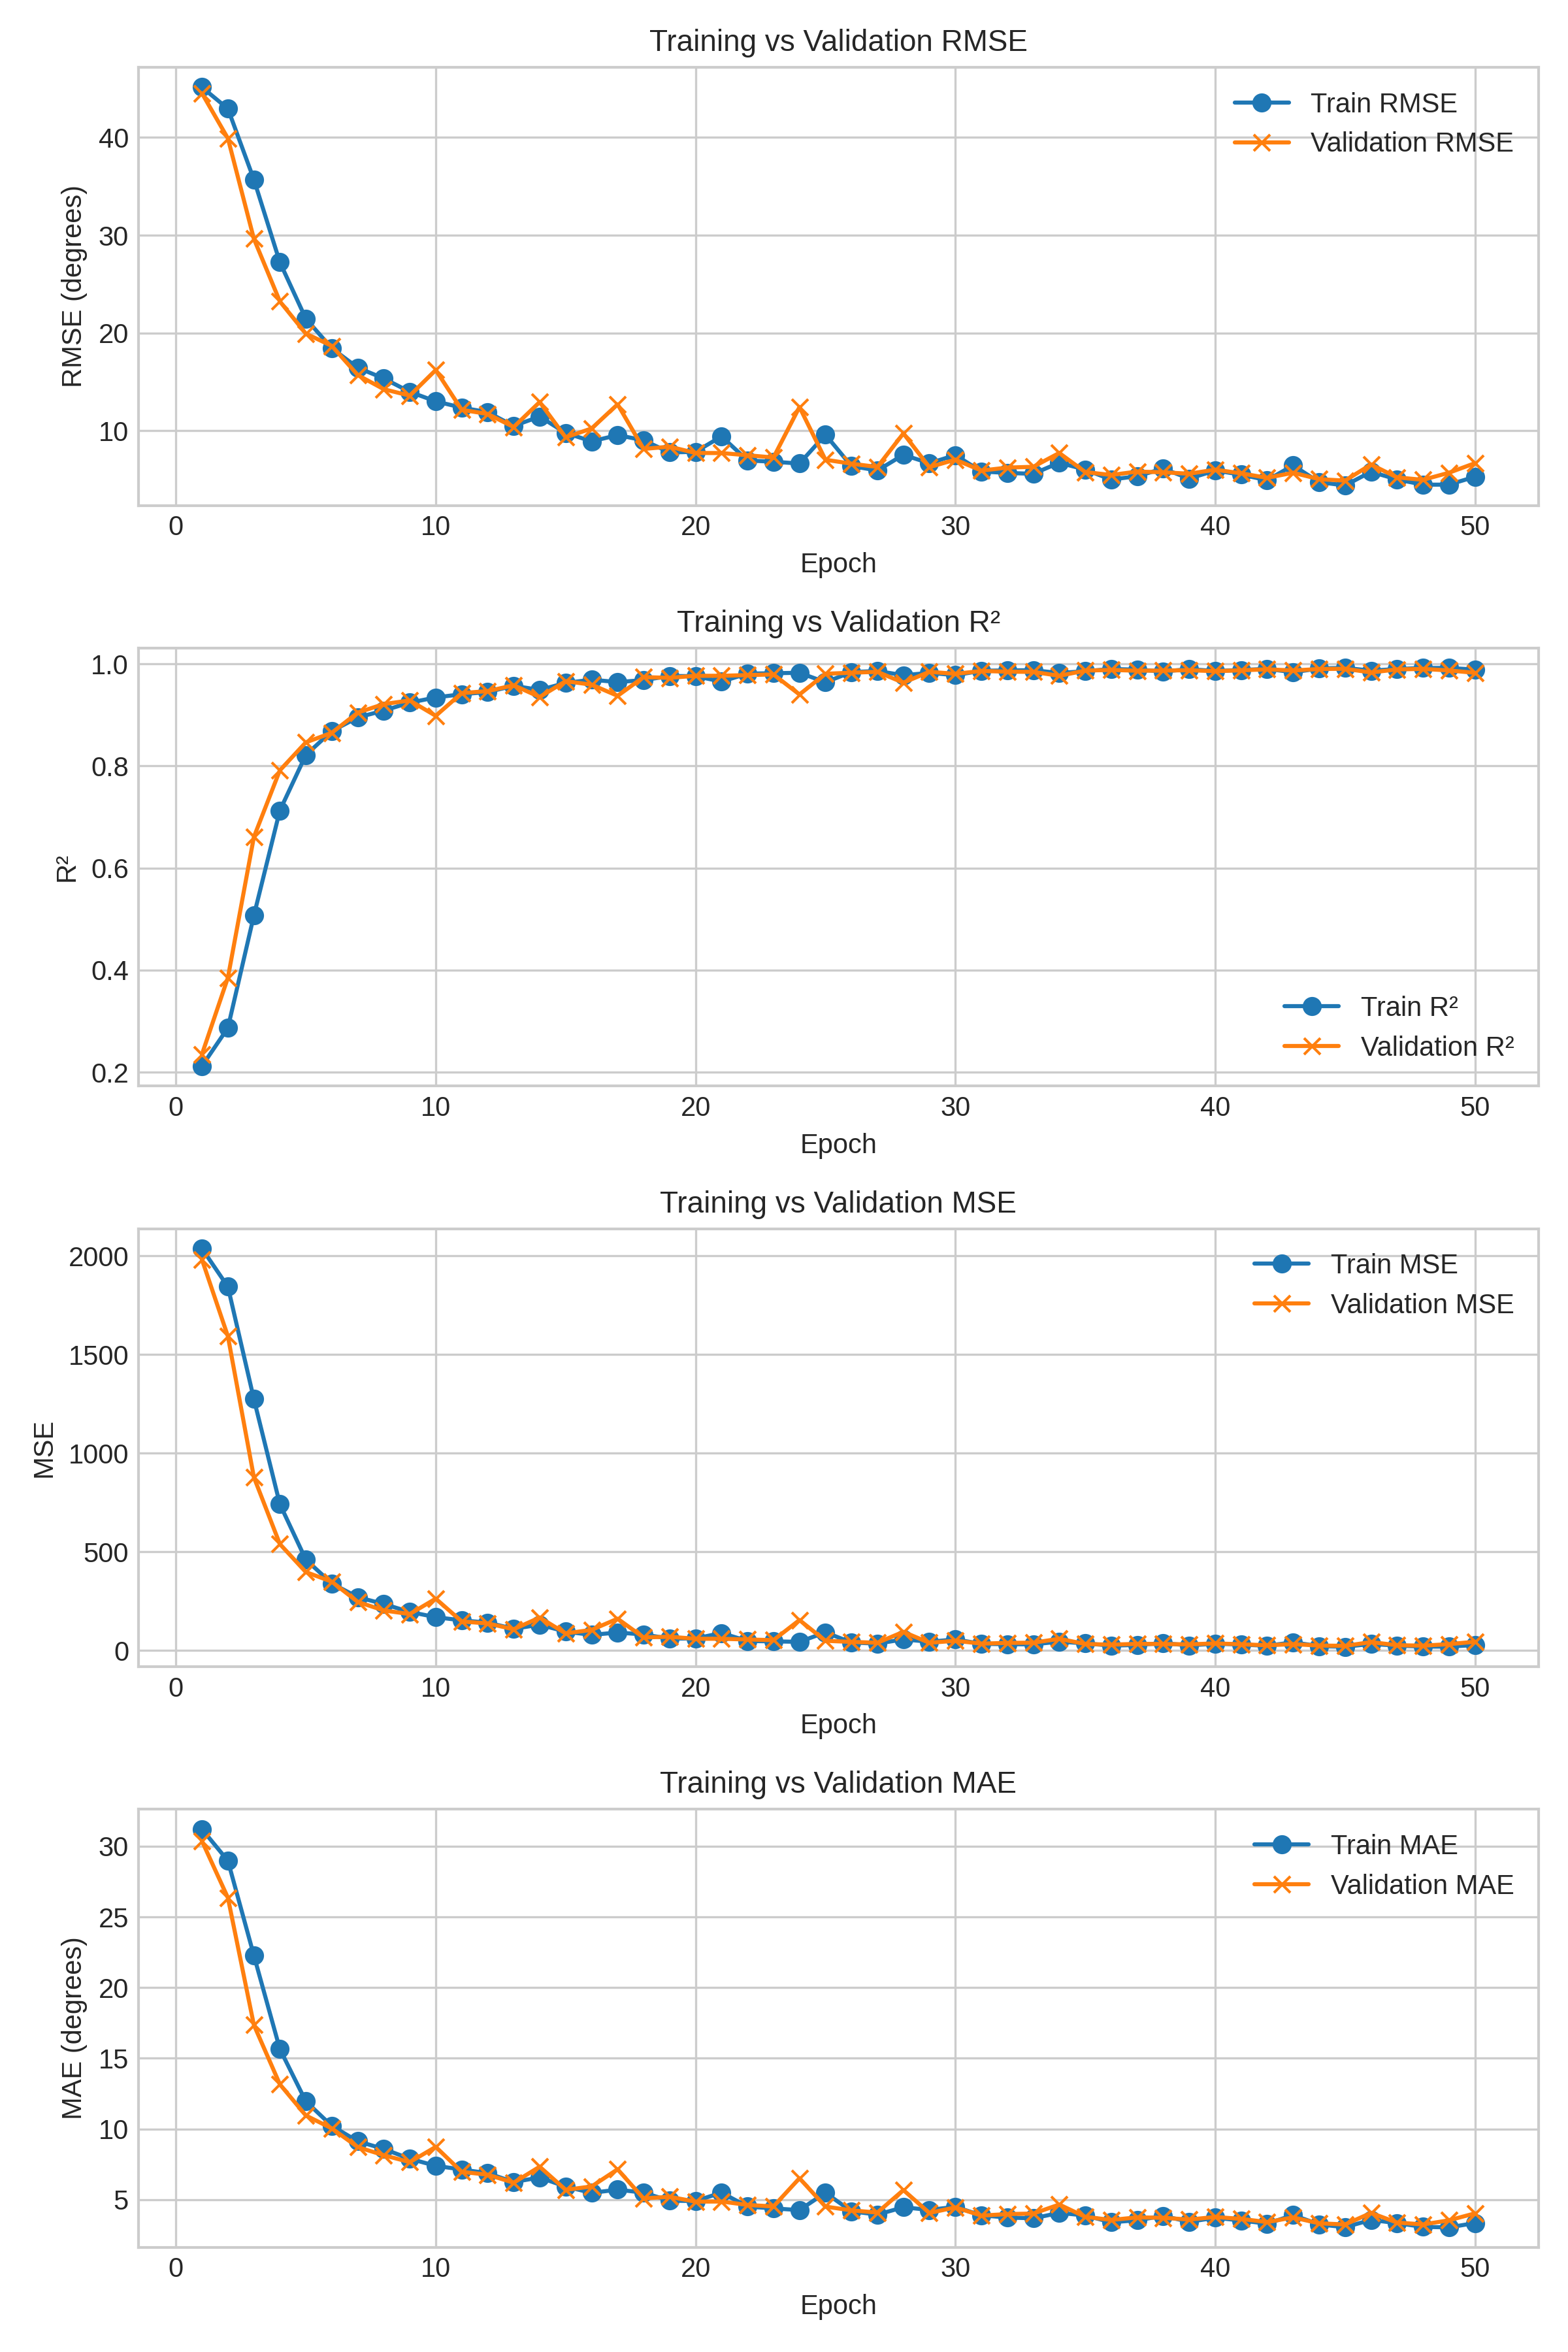 Training vs Validation RMSE
RMSE (degrees)
40
30
20
10
Train RMSE
Validation RMSE
0 10 20 30 40 50
Epoch
Training vs Validation R²
R²
1.0
0.8
0.6
0.4
0.2
Train R²
Validation R²
0 10 20 30 40 50
Epoch
Training vs Validation MSE
MSE
2000
1500
1000
500
0
Train MSE
Validation MSE
0 10 20 30 40 50
Epoch
Training vs Validation MAE
MAE (degrees)
30
25
20
15
10
5
Train MAE
Validation MAE
0 10 20 30 40 50
Epoch